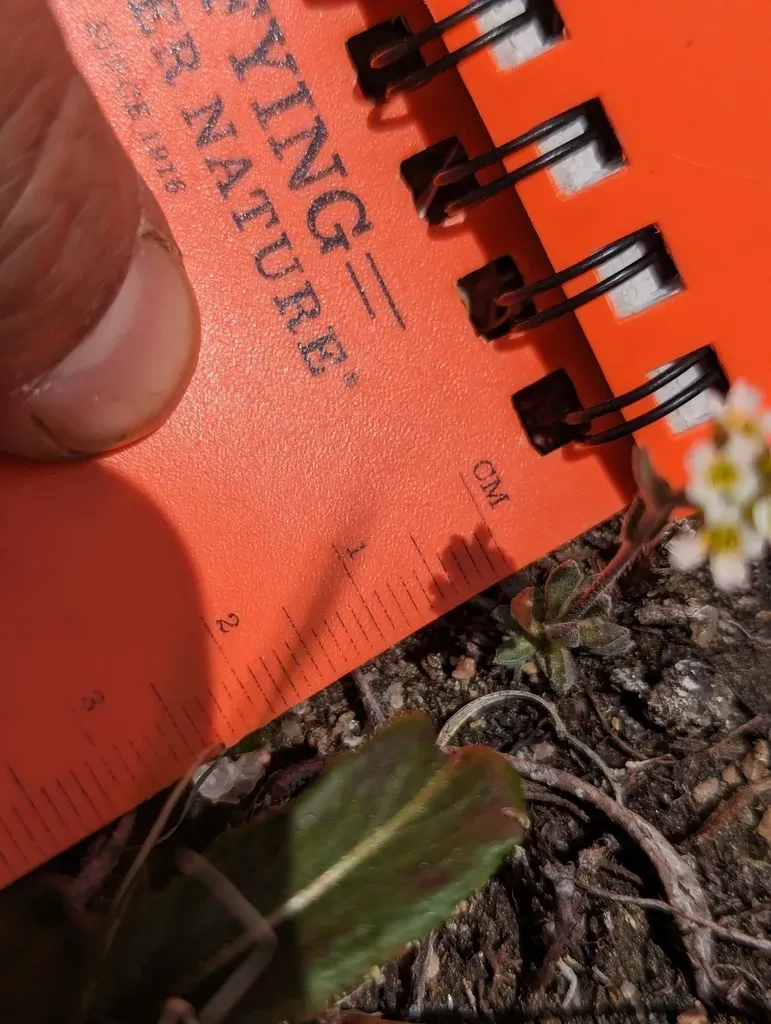 YING
ER NATURE®
SINCE 1916
CM
1
2
3